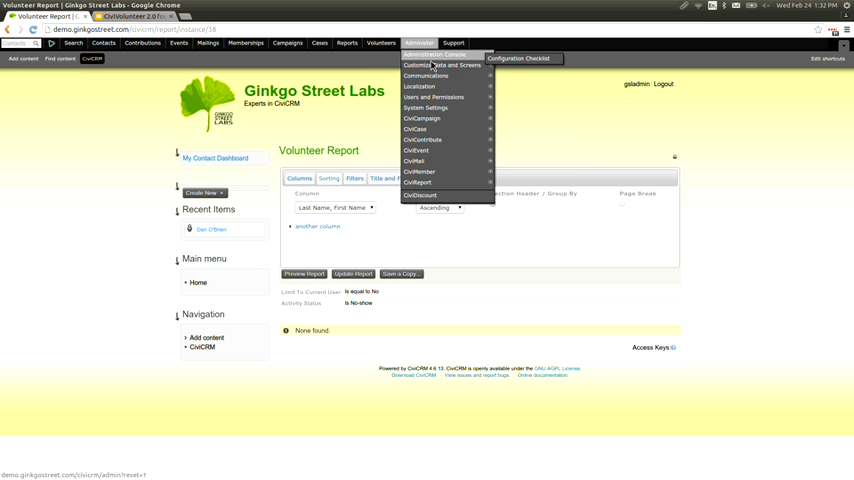 Volunteer Report | Ginkgo Street Labs - Google Chrome
En
Wed Feb 24 1:32 PM
Volunteer Report | G
CiviVolunteer 2.0 f
demo.ginkgostreet.com/civicrm/report/instance/38
Contacts
Search Contacts Contributions Events Mailings Memberships Campaigns Cases Reports Volunteers Administer Support
Add content Find content CiviCRM
Edit shortcuts
Administration Console
Configuration Checklist
Customize Data and Screens
Communications
Localization
Users and Permissions
System Settings
CiviCampaign
CiviCase
CiviContribute
CiviEvent
CiviMail
CiviMember
CiviReport
CiviDiscount
Ginkgo Street Labs
Experts in CiviCRM
gsladmin Logout
My Contact Dashboard
Create New
Recent Items
Dan O'Brien
Main menu
Home
Navigation
Add content
CiviCRM
Volunteer Report
Columns Sorting Filters Title and F
Column
ction Header / Group By
Page Break
Last Name, First Name
Ascending
another column
Preview Report Update Report Save a Copy...
Limit To Current User Is equal to No
Activity Status Is No-show
None found.
Access Keys:
Powered by CiviCRM 4.6.13. CiviCRM is openly available under the GNU AGPL License.
Download CiviCRM View issues and report bugs Online documentation
demo.ginkgostreet.com/civicrm/admin?reset=1